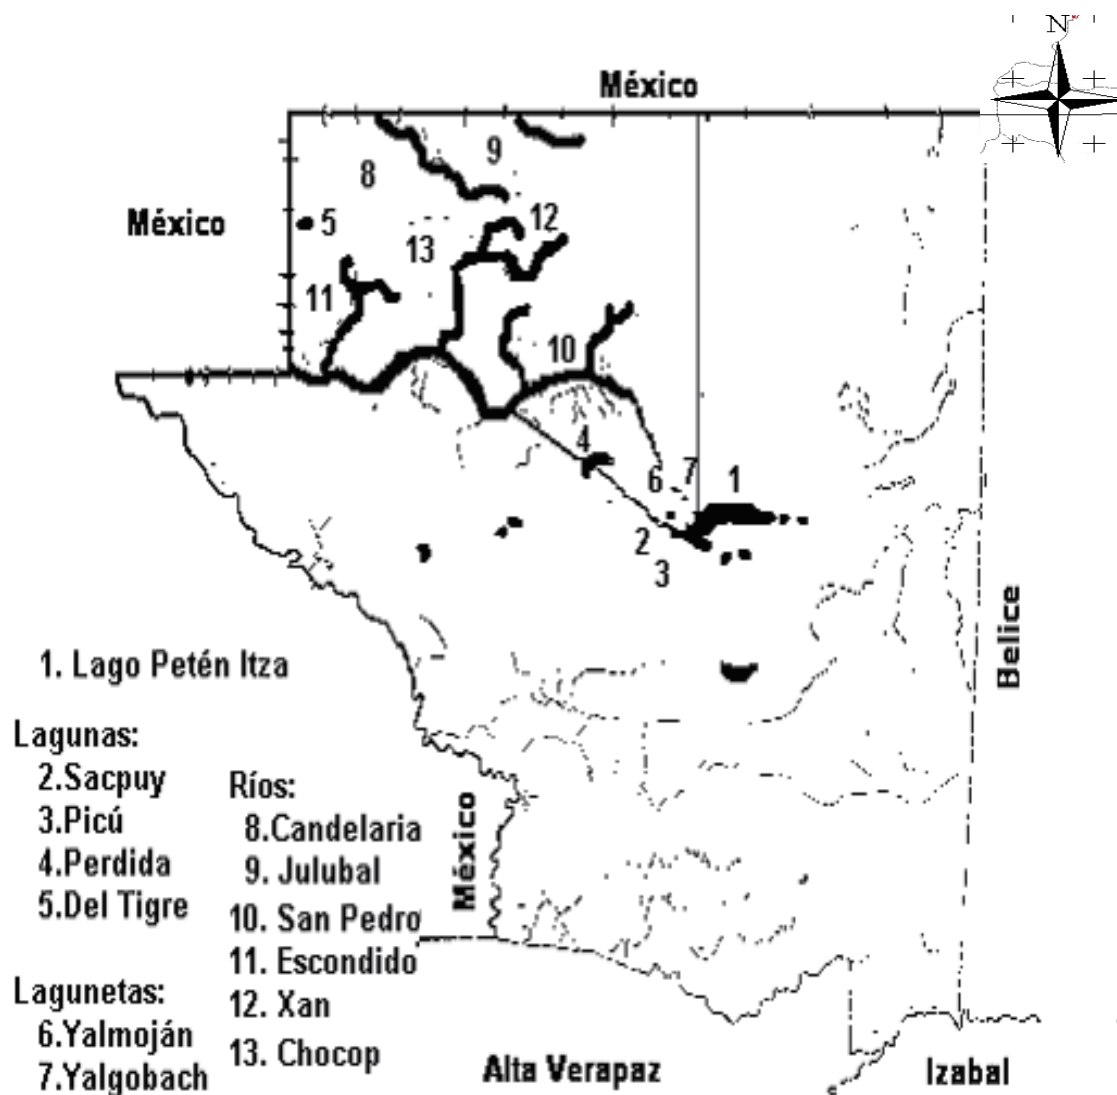 N
México
9
8
México
5
12
13
11
10
4
6
7
1
2
3
Belice
1. Lago Petén Itza
Lagunas:
2.Sacpuy
3.Picú
4.Perdida
5.Del Tigre
Lagunetas:
6.Yalmoján
7.Yalgobach
Ríos:
8.Candelaria
9. Julubal
10. San Pedro
11. Escondido
12. Xan
13. Chocop
México
Alta Verapaz
Izabal